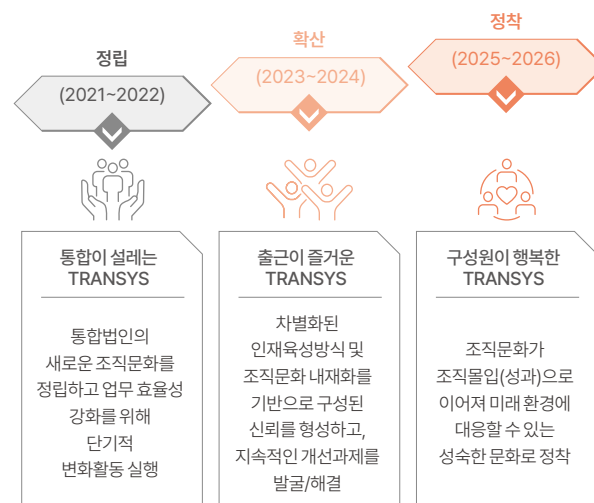 정립
(2021~2022)
통합이 설레는
TRANSYS
통합법인의
새로운 조직문화를
정립하고 업무 효율성
강화를 위해
단기적
변화활동 실행
확산
(2023~2024)
출근이 즐거운
TRANSYS
차별화된
인재육성방식 및
조직문화 내재화를
기반으로 구성된
신뢰를 형성하고,
지속적인 개선과제를
발굴/해결
정착
(2025~2026)
구성원이 행복한
TRANSYS
조직문화가
조직몰입(성과)으로
이어져 미래 환경에
대응할 수 있는
성숙한 문화로 정착